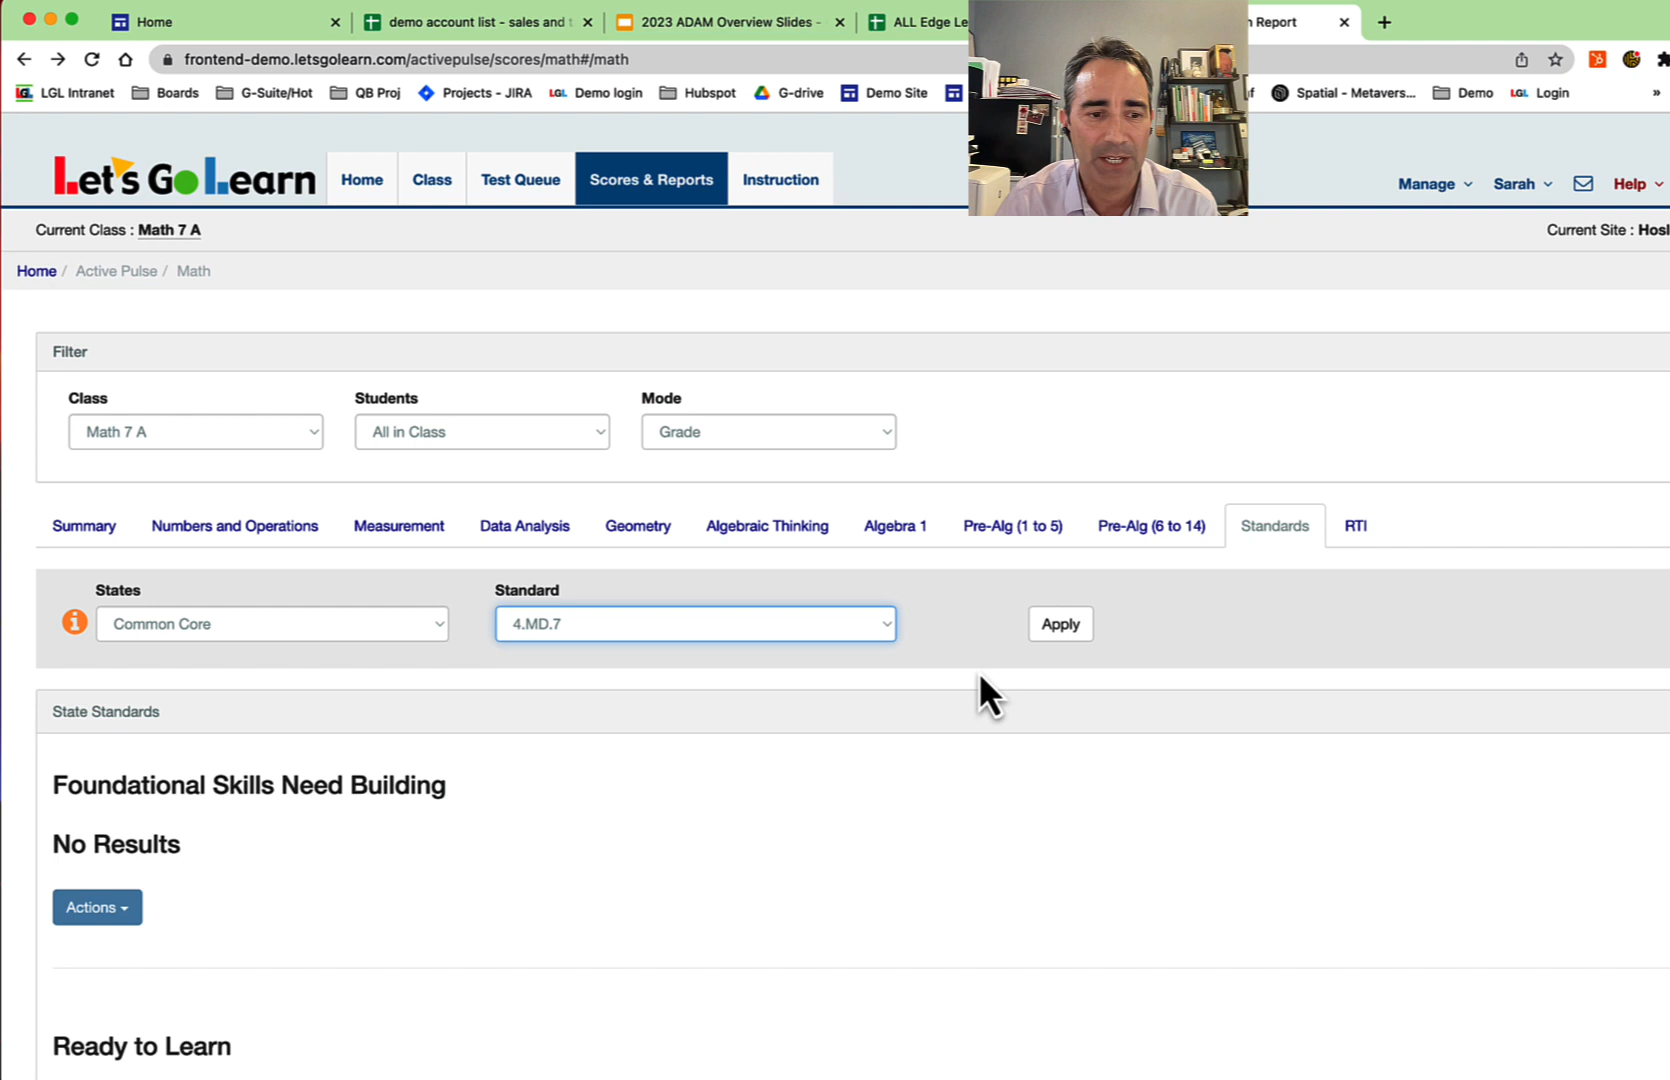 Home
demo account list - sales and t
2023 ADAM Overview Slides -
ALL Edge Le
n Report
frontend-demo.letsgolearn.com/activepulse/scores/math#/math
LGL Intranet
Boards
G-Suite/Hot
QB Proj
Projects - JIRA
LGL Demo login
Hubspot
G-drive
Demo Site
Spatial - Metavers...
Demo
LGL Login
»
Let's Go Learn
Home
Class
Test Queue
Scores & Reports
Instruction
Manage
Sarah
Help
Current Class : Math 7 A
Current Site : Hosl
Home / Active Pulse / Math
Filter
Class
Students
Mode
Math 7 A
All in Class
Grade
Summary
Numbers and Operations
Measurement
Data Analysis
Geometry
Algebraic Thinking
Algebra 1
Pre-Alg (1 to 5)
Pre-Alg (6 to 14)
Standards
RTI
States
Standard
Common Core
4.MD.7
Apply
State Standards
Foundational Skills Need Building
No Results
Actions
Ready to Learn